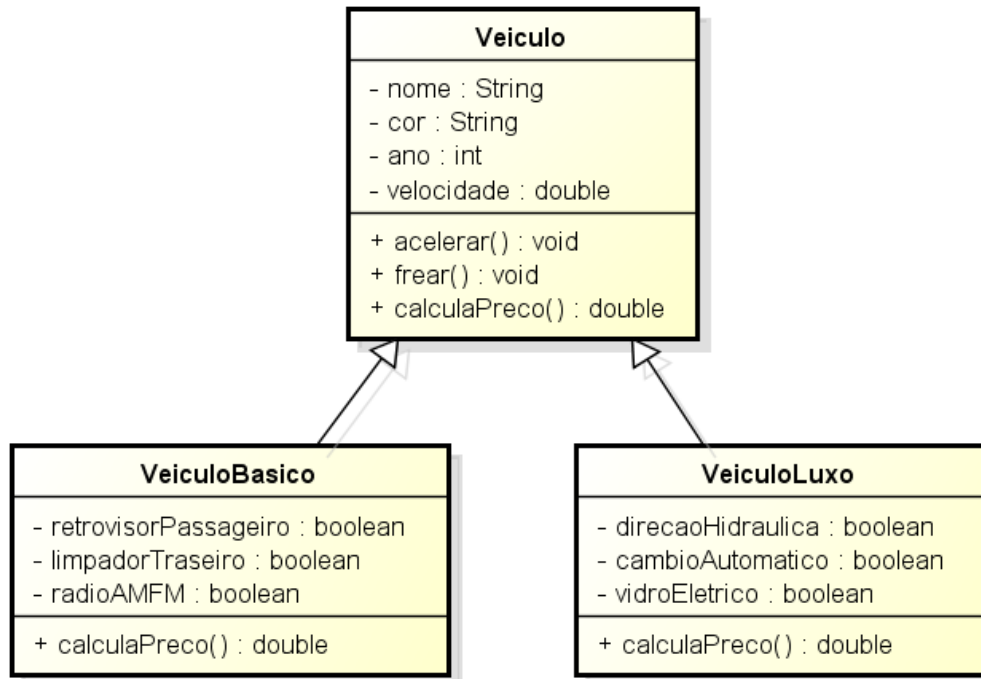 Veiculo
- nome : String
- cor : String
- ano : int
- velocidade : double
+ acelerar() : void
+ frear() : void
+ calculaPreco() : double
VeiculoBasico
- retrovisorPassageiro : boolean
- limpadorTraseiro : boolean
- radioAMFM : boolean
+ calculaPreco() : double
VeiculoLuxo
- direcaoHidraulica : boolean
- cambioAutomatico : boolean
- vidroEletrico : boolean
+ calculaPreco() : double